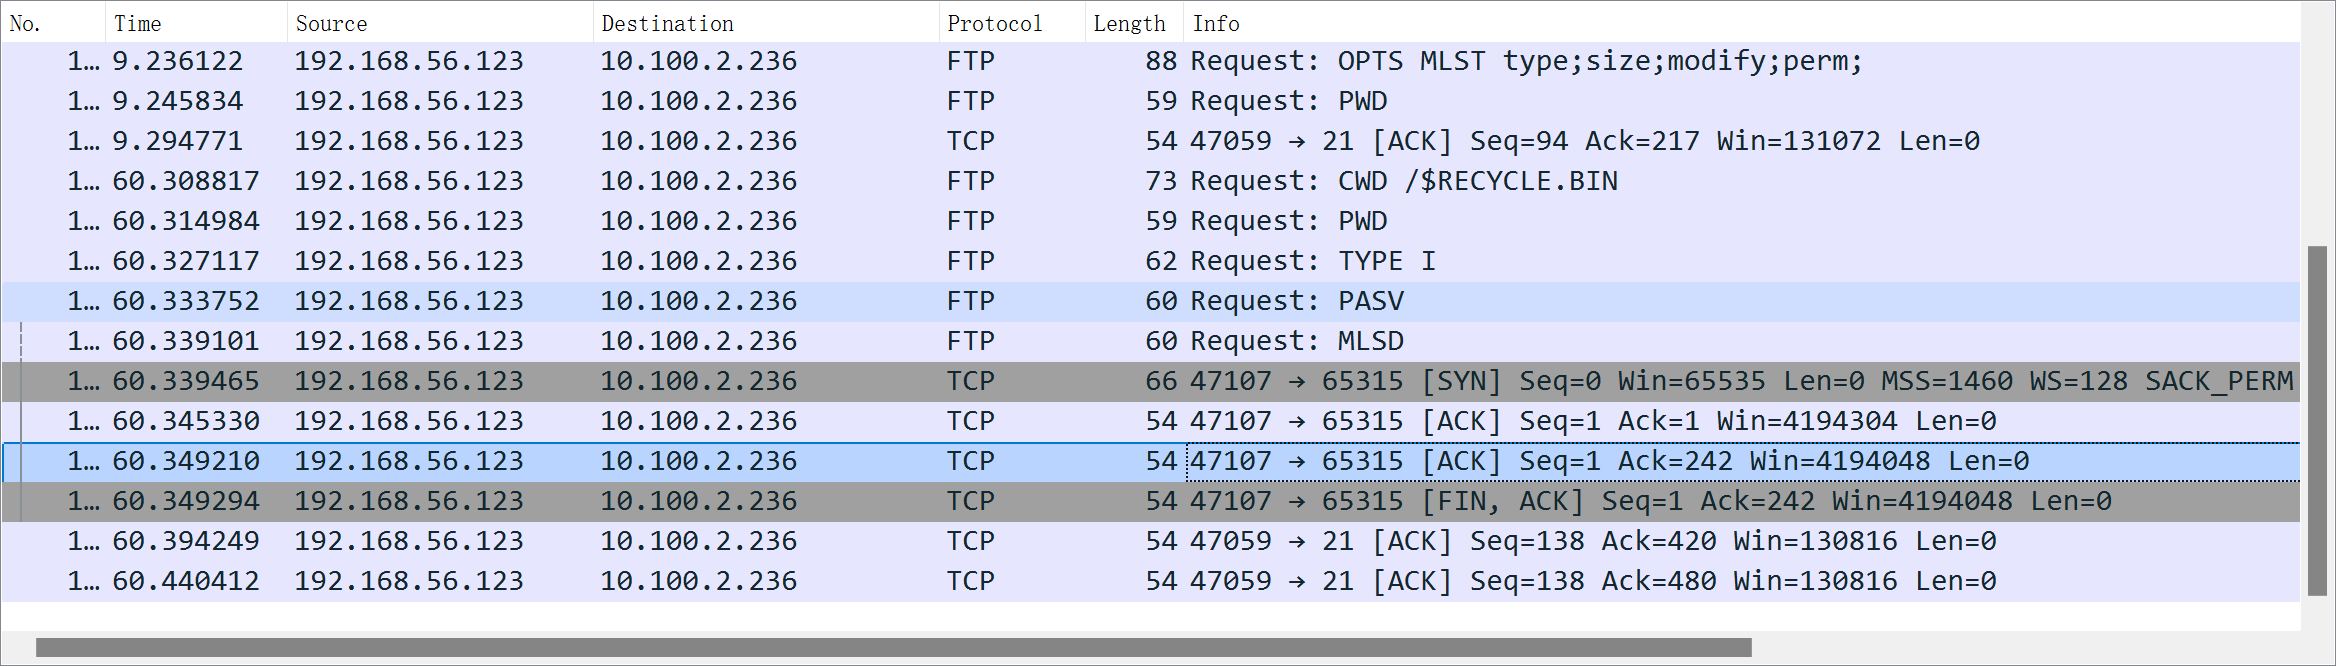 No. Time Source Destination Protocol Length Info
1… 9.236122 192.168.56.123 10.100.2.236 FTP 88 Request: OPTS MLST type;size;modify;perm;
1… 9.245834 192.168.56.123 10.100.2.236 FTP 59 Request: PWD
1… 9.294771 192.168.56.123 10.100.2.236 TCP 54 47059 → 21 [ACK] Seq=94 Ack=217 Win=131072 Len=0
1… 60.308817 192.168.56.123 10.100.2.236 FTP 73 Request: CWD /$RECYCLE.BIN
1… 60.314984 192.168.56.123 10.100.2.236 FTP 59 Request: PWD
1… 60.327117 192.168.56.123 10.100.2.236 FTP 62 Request: TYPE I
1… 60.333752 192.168.56.123 10.100.2.236 FTP 60 Request: PASV
1… 60.339101 192.168.56.123 10.100.2.236 FTP 60 Request: MLSD
1… 60.339465 192.168.56.123 10.100.2.236 TCP 66 47107 → 65315 [SYN] Seq=0 Win=65535 Len=0 MSS=1460 WS=128 SACK_PERM
1… 60.345330 192.168.56.123 10.100.2.236 TCP 54 47107 → 65315 [ACK] Seq=1 Ack=1 Win=4194304 Len=0
1… 60.349210 192.168.56.123 10.100.2.236 TCP 54 47107 → 65315 [ACK] Seq=1 Ack=242 Win=4194048 Len=0
1… 60.349294 192.168.56.123 10.100.2.236 TCP 54 47107 → 65315 [FIN, ACK] Seq=1 Ack=242 Win=4194048 Len=0
1… 60.394249 192.168.56.123 10.100.2.236 TCP 54 47059 → 21 [ACK] Seq=138 Ack=420 Win=130816 Len=0
1… 60.440412 192.168.56.123 10.100.2.236 TCP 54 47059 → 21 [ACK] Seq=138 Ack=480 Win=130816 Len=0